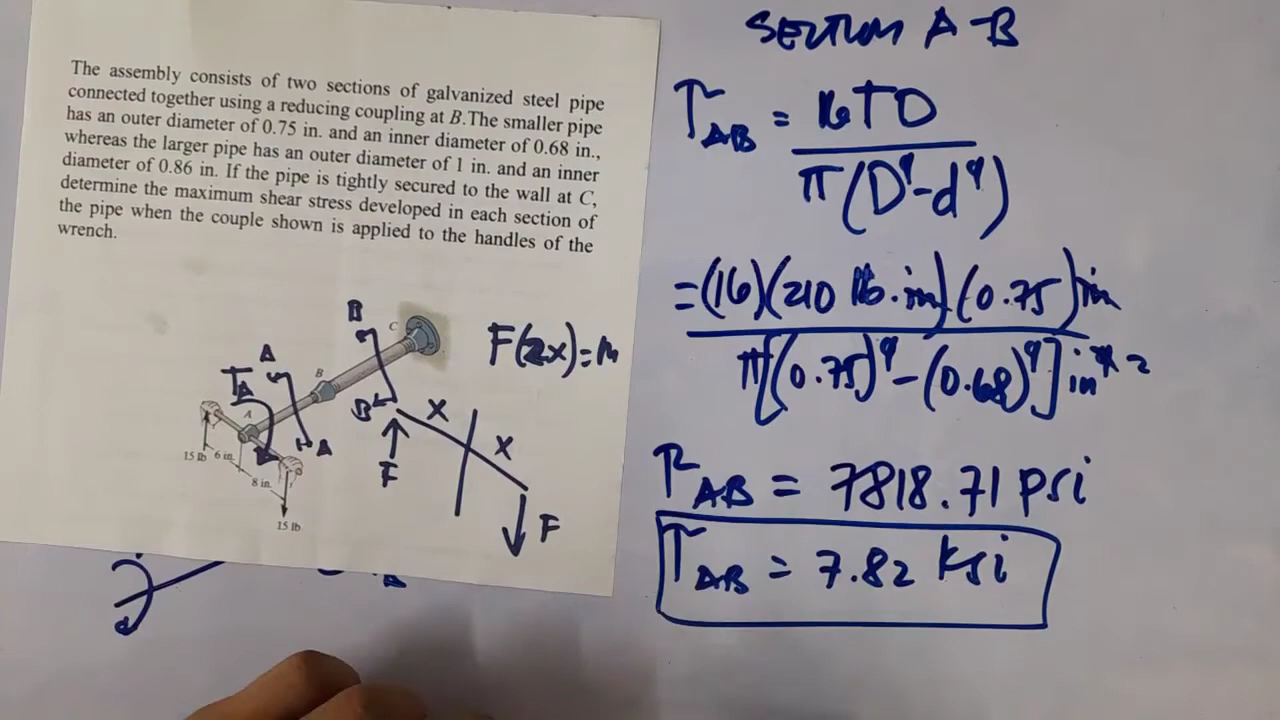 The assembly consists of two sections of galvanized steel pipe
connected together using a reducing coupling at B. The smaller pipe
has an outer diameter of 0.75 in. and an inner diameter of 0.68 in.,
whereas the larger pipe has an outer diameter of 1 in. and an inner
diameter of 0.86 in. If the pipe is tightly secured to the wall at C,
determine the maximum shear stress developed in each section of
the pipe when the couple shown is applied to the handles of the
wrench.
B
C
F(2x)=M
A
B
TA
B
A
A
x
x
15 lb
6 in.
F
8 in.
15 lb
F
SECTION A-B
τAB = 16TD
π(D⁴-d⁴)
=(16)(210 lb·in)(0.75)in
π[(0.75)⁴-(0.68)⁴]in⁴ 2
τAB = 7818.71 psi
τAB = 7.82 ksi